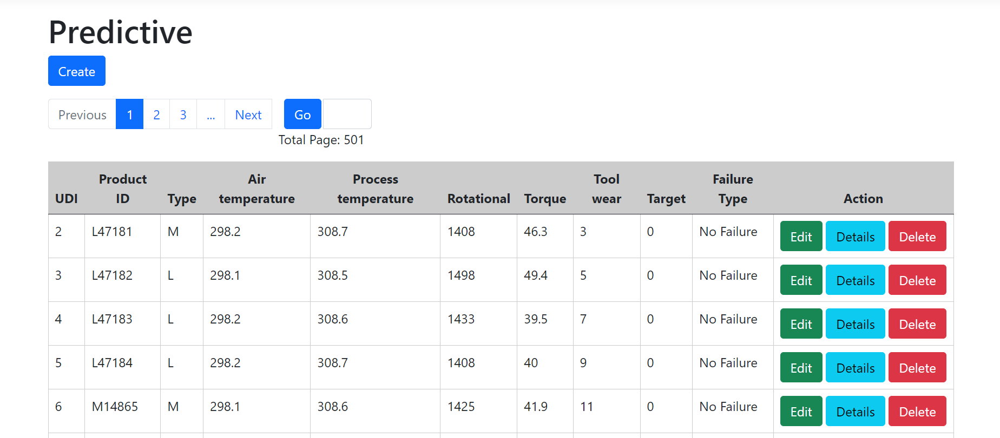 Predictive
Create
Previous 1 2 3 ... Next Go
Total Page: 501
UDI Product ID Type Air temperature Process temperature Rotational Torque Tool wear Target Failure Type Action
2 L47181 M 298.2 308.7 1408 46.3 3 0 No Failure Edit Details Delete
3 L47182 L 298.1 308.5 1498 49.4 5 0 No Failure Edit Details Delete
4 L47183 L 298.2 308.6 1433 39.5 7 0 No Failure Edit Details Delete
5 L47184 L 298.2 308.7 1408 40 9 0 No Failure Edit Details Delete
6 M14865 M 298.1 308.6 1425 41.9 11 0 No Failure Edit Details Delete